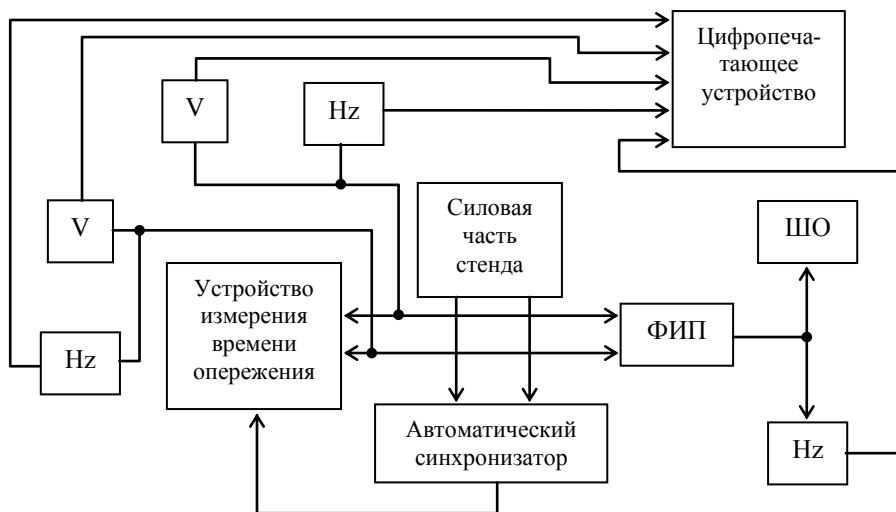 Цифропеча-
тающее
устройство
V
Hz
V
Силовая
часть
стенда
ШО
Устройство
измерения
времени
опережения
ФИП
Hz
Автоматический
синхронизатор
Hz